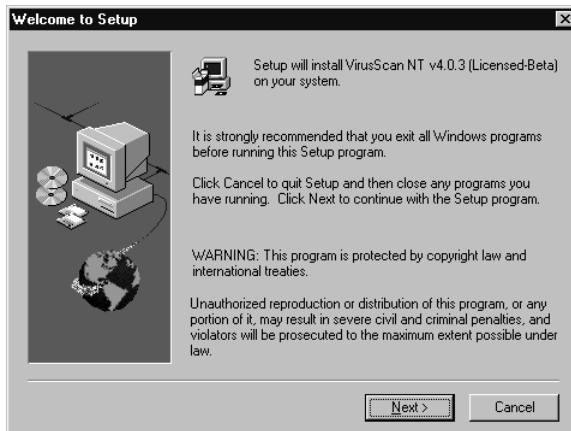 Welcome to Setup
Setup will install VirusScan NT v4.0.3 (Licensed-Beta)
on your system.
It is strongly recommended that you exit all Windows programs
before running this Setup program.
Click Cancel to quit Setup and then close any programs you
have running. Click Next to continue with the Setup program.
WARNING: This program is protected by copyright law and
international treaties.
Unauthorized reproduction or distribution of this program, or any
portion of it, may result in severe civil and criminal penalties, and
violators will be prosecuted to the maximum extent possible under
law.
Next >
Cancel